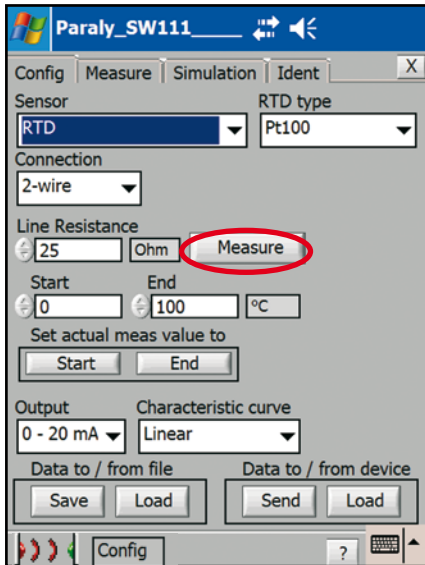 Paraly_SW111____
Config Measure Simulation Ident X
Sensor RTD type
RTD Pt100
Connection
2-wire
Line Resistance
25 Ohm Measure
Start End
0 100 °C
Set actual meas value to
Start End
Output Characteristic curve
0 - 20 mA Linear
Data to / from file Data to / from device
Save Load Send Load
Config ?